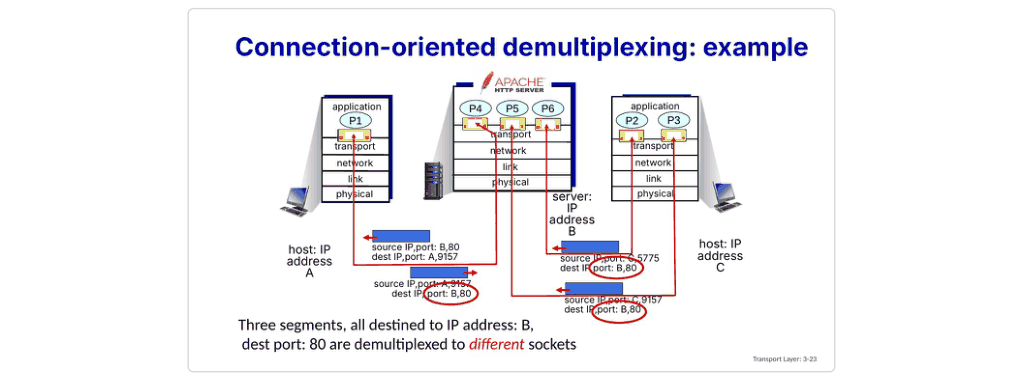 Connection-oriented demultiplexing: example
APACHE
HTTP SERVER
application
P1
transport
network
link
physical
P4 P5 P6
transport
network
link
physical
application
P2 P3
transport
network
link
physical
server:
IP
address
B
host: IP
address
A
host: IP
address
C
source IP,port: B,80
dest IP,port: A,9157
source IP,port: A,9157
dest IP,port: B,80
source IP,port: C,5775
dest IP,port: B,80
source IP,port: C,9157
dest IP,port: B,80
Three segments, all destined to IP address: B,
dest port: 80 are demultiplexed to different sockets
Transport Layer: 3-23